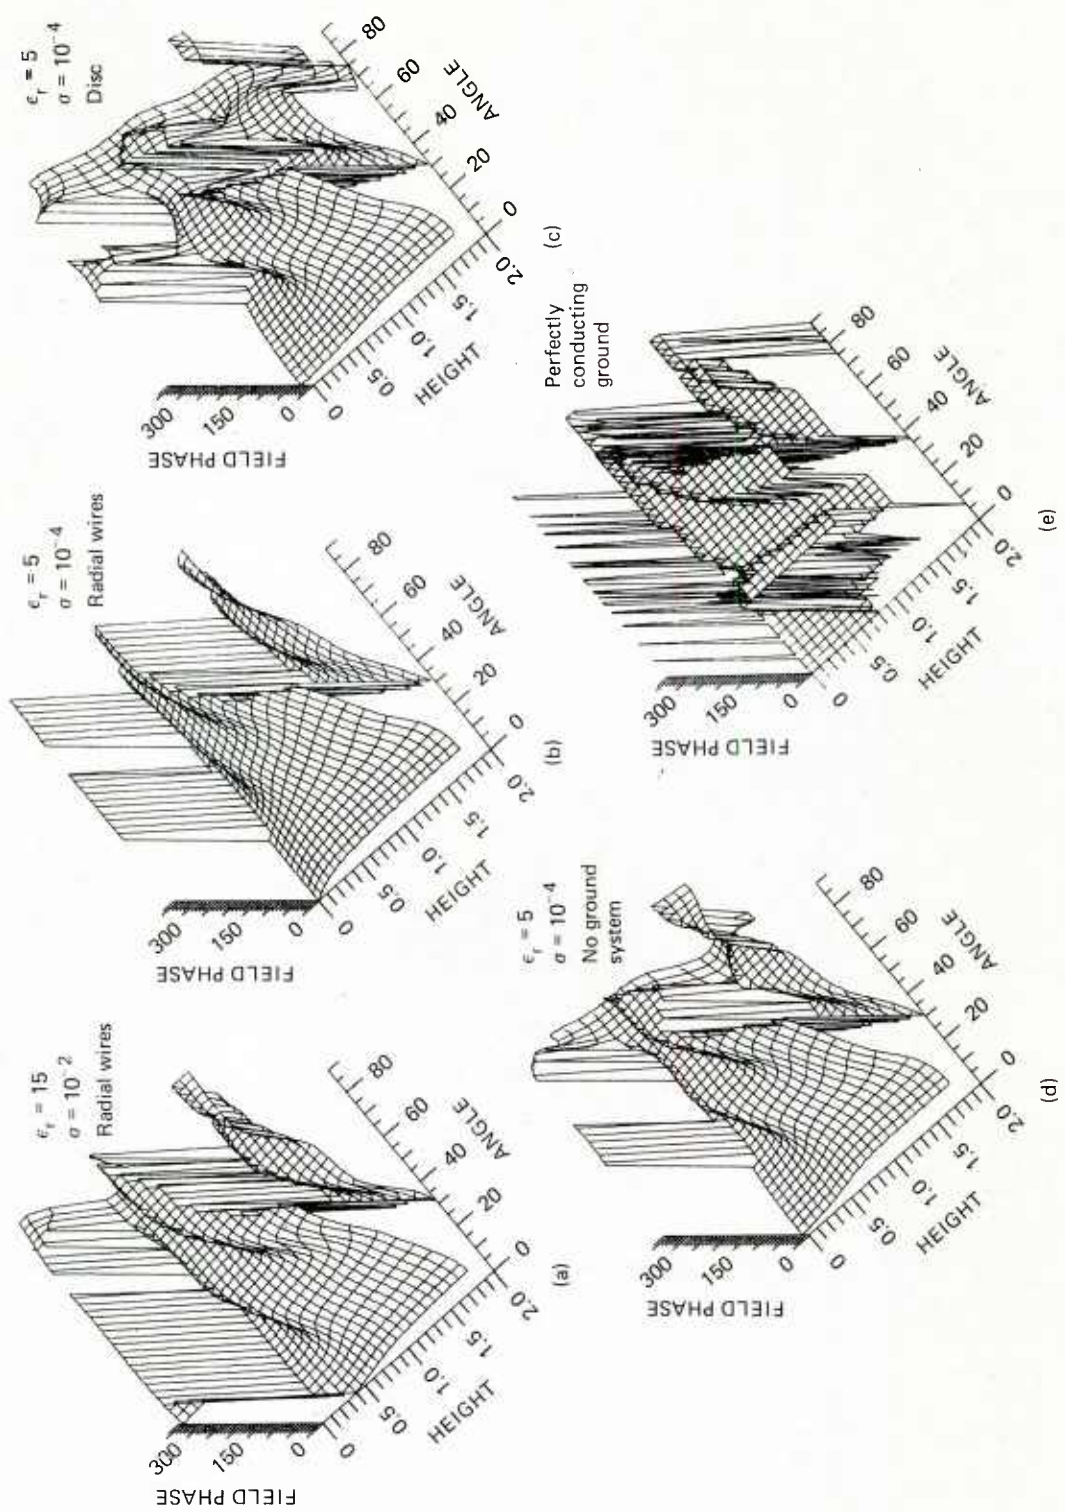 εᵣ = 15
σ = 10⁻²
Radial wires
FIELD PHASE
300
150
0
0
0.5
1.0
1.5
2.0
HEIGHT
0
20
40
60
80
ANGLE
(a)
εᵣ = 5
σ = 10⁻⁴
Radial wires
FIELD PHASE
300
150
0
0
0.5
1.0
1.5
2.0
HEIGHT
0
20
40
60
80
ANGLE
(b)
εᵣ = 5
σ = 10⁻⁴
Disc
FIELD PHASE
300
150
0
0
0.5
1.0
1.5
2.0
HEIGHT
0
20
40
60
80
ANGLE
(c)
εᵣ = 5
σ = 10⁻⁴
No ground
system
FIELD PHASE
300
150
0
0
0.5
1.0
1.5
2.0
HEIGHT
0
20
40
60
80
ANGLE
(d)
Perfectly
conducting
ground
FIELD PHASE
300
150
0
0
0.5
1.0
1.5
2.0
HEIGHT
0
20
40
60
80
ANGLE
(e)